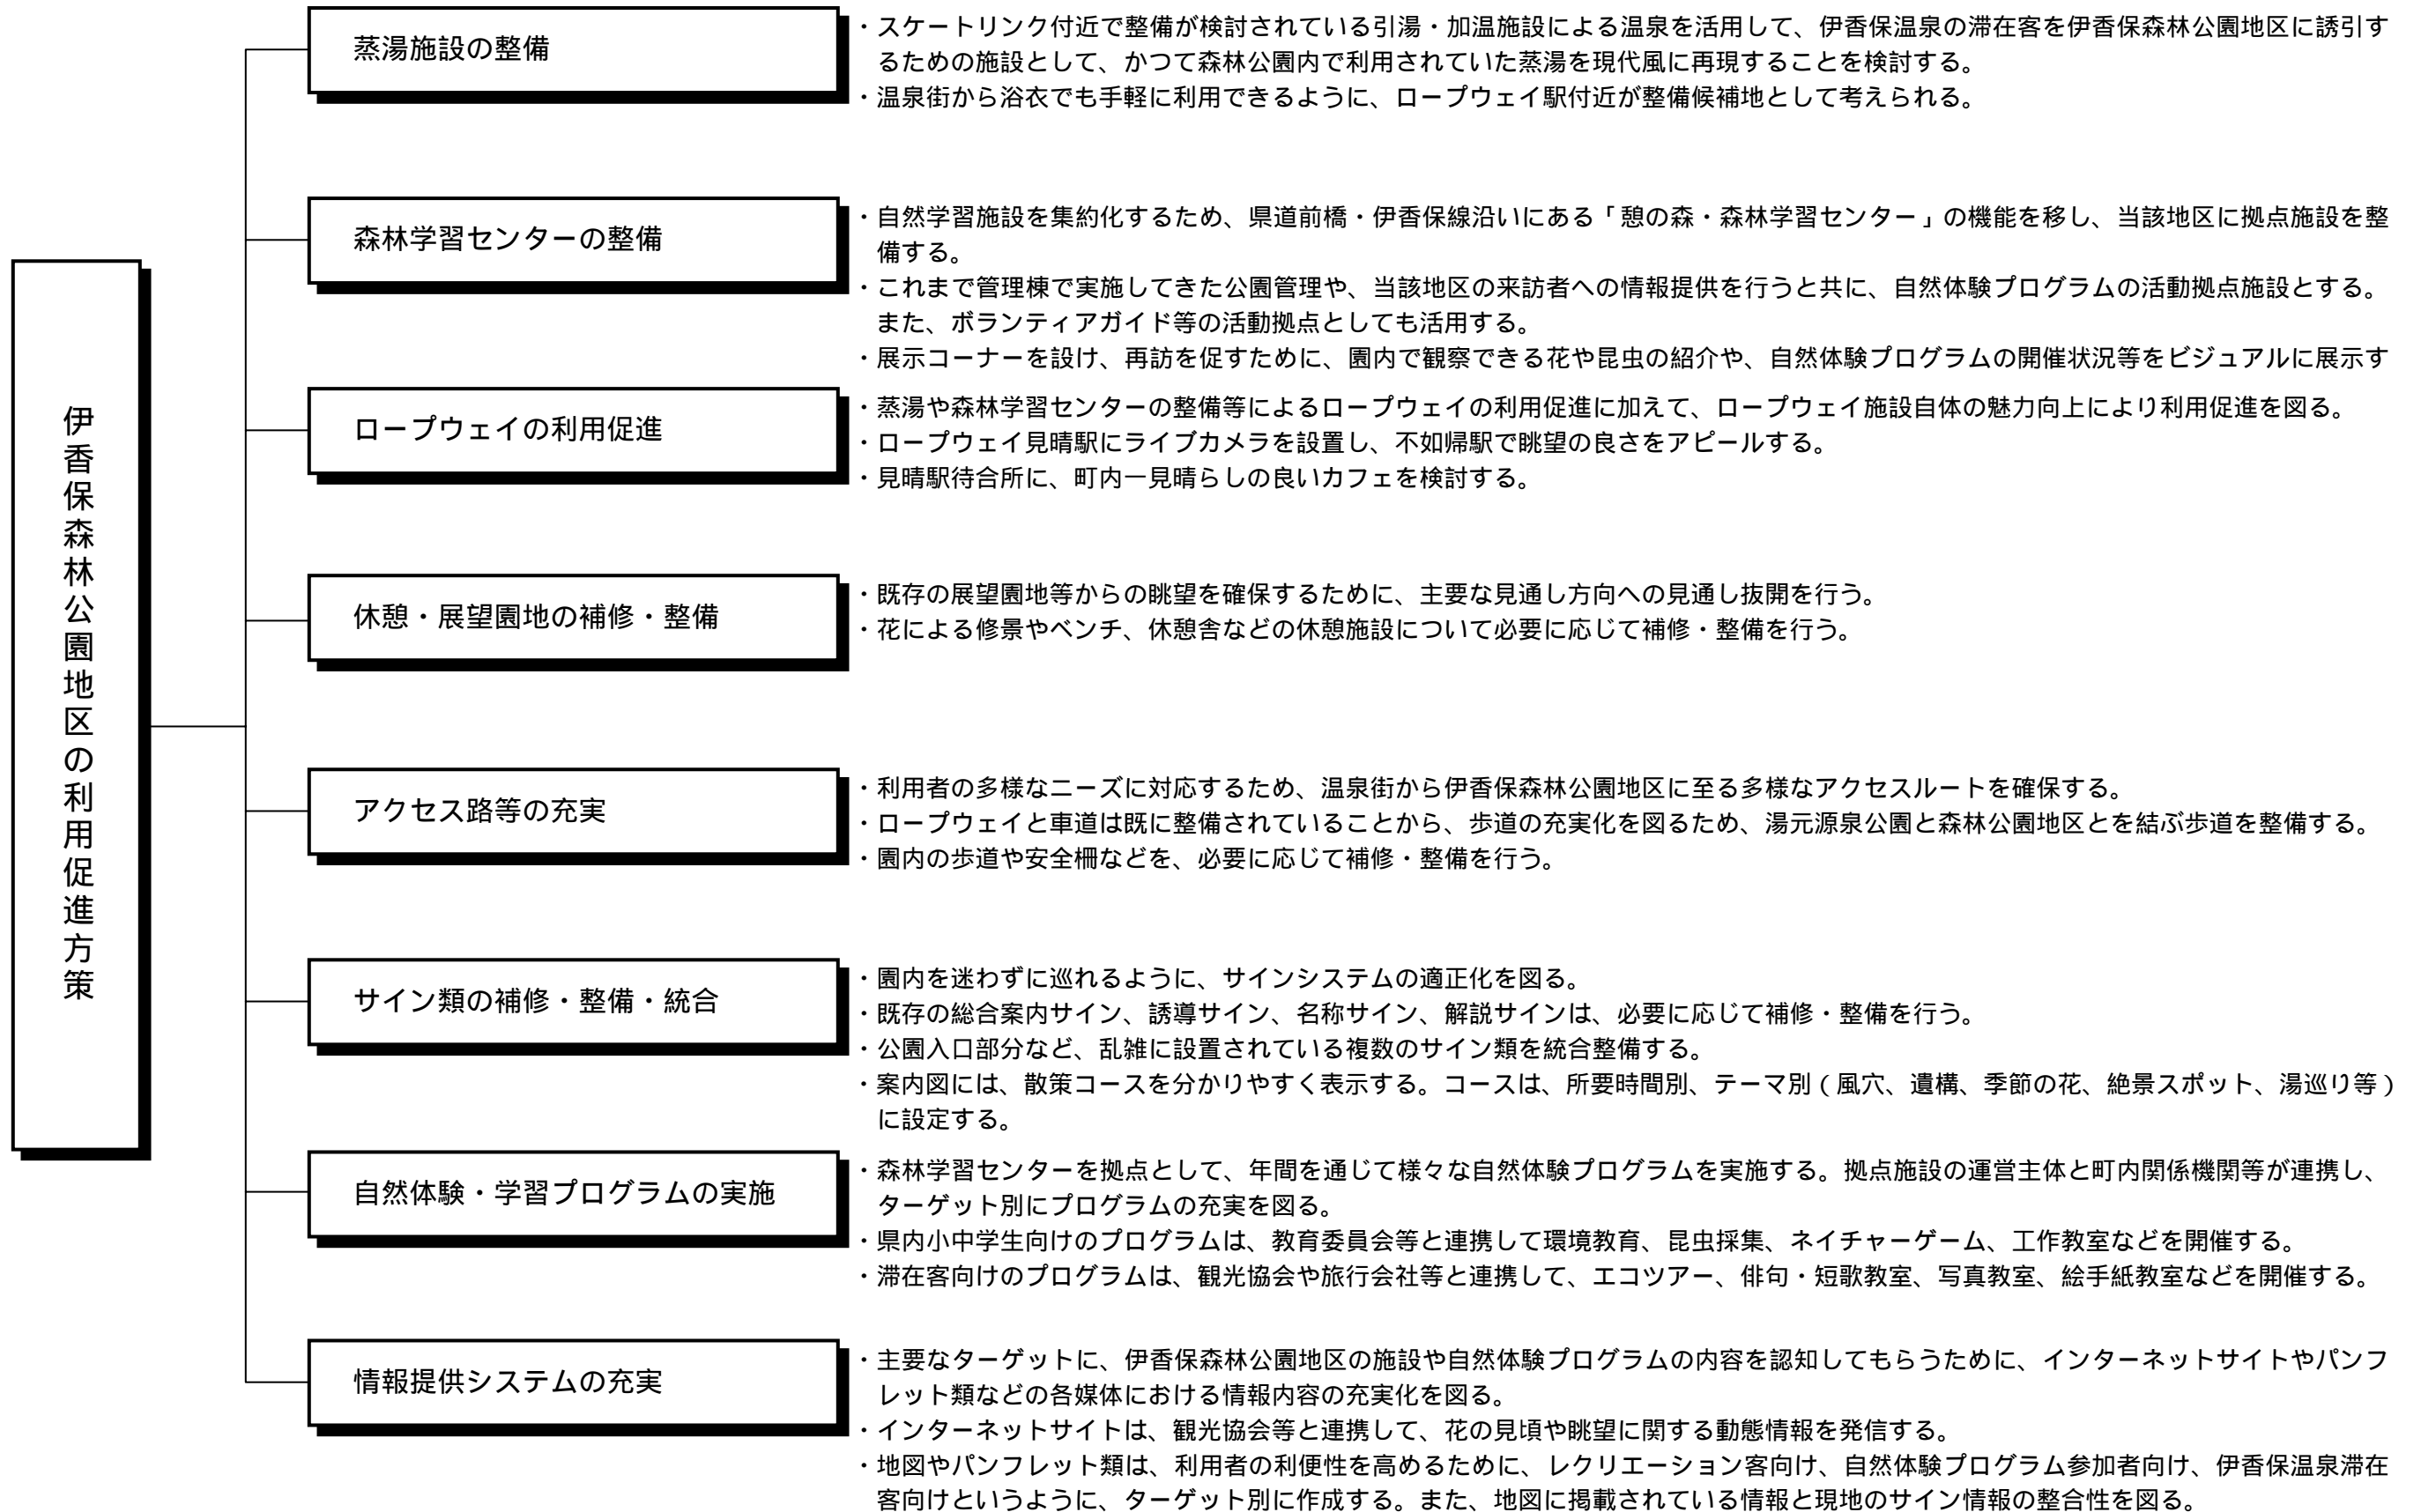 伊香保森林公園地区の利用促進方策
蒸湯施設の整備
・スケートリンク付近で整備が検討されている引湯・加温施設による温泉を活用して、伊香保温泉の滞在客を伊香保森林公園地区に誘引す
るための施設として、かつて森林公園内で利用されていた蒸湯を現代風に再現することを検討する。
・温泉街から浴衣でも手軽に利用できるように、ロープウェイ駅付近が整備候補地として考えられる。
森林学習センターの整備
・自然学習施設を集約化するため、県道前橋・伊香保線沿いにある「憩の森・森林学習センター」の機能を移し、当該地区に拠点施設を整
備する。
・これまで管理棟で実施してきた公園管理や、当該地区の来訪者への情報提供を行うと共に、自然体験プログラムの活動拠点施設とする。
また、ボランティアガイド等の活動拠点としても活用する。
・展示コーナーを設け、再訪を促すために、園内で観察できる花や昆虫の紹介や、自然体験プログラムの開催状況等をビジュアルに展示す
ロープウェイの利用促進
・蒸湯や森林学習センターの整備等によるロープウェイの利用促進に加えて、ロープウェイ施設自体の魅力向上により利用促進を図る。
・ロープウェイ見晴駅にライブカメラを設置し、不如帰駅で眺望の良さをアピールする。
・見晴駅待合所に、町内一見晴らしの良いカフェを検討する。
休憩・展望園地の補修・整備
・既存の展望園地等からの眺望を確保するために、主要な見通し方向への見通し抜開を行う。
・花による修景やベンチ、休憩舎などの休憩施設について必要に応じて補修・整備を行う。
アクセス路等の充実
・利用者の多様なニーズに対応するため、温泉街から伊香保森林公園地区に至る多様なアクセスルートを確保する。
・ロープウェイと車道は既に整備されていることから、歩道の充実化を図るため、湯元源泉公園と森林公園地区とを結ぶ歩道を整備する。
・園内の歩道や安全柵などを、必要に応じて補修・整備を行う。
サイン類の補修・整備・統合
・園内を迷わずに巡れるように、サインシステムの適正化を図る。
・既存の総合案内サイン、誘導サイン、名称サイン、解説サインは、必要に応じて補修・整備を行う。
・公園入口部分など、乱雑に設置されている複数のサイン類を統合整備する。
・案内図には、散策コースを分かりやすく表示する。コースは、所要時間別、テーマ別（風穴、遺構、季節の花、絶景スポット、湯巡り等）
に設定する。
自然体験・学習プログラムの実施
・森林学習センターを拠点として、年間を通じて様々な自然体験プログラムを実施する。拠点施設の運営主体と町内関係機関等が連携し、
ターゲット別にプログラムの充実を図る。
・県内小中学生向けのプログラムは、教育委員会等と連携して環境教育、昆虫採集、ネイチャーゲーム、工作教室などを開催する。
・滞在客向けのプログラムは、観光協会や旅行会社等と連携して、エコツアー、俳句・短歌教室、写真教室、絵手紙教室などを開催する。
情報提供システムの充実
・主要なターゲットに、伊香保森林公園地区の施設や自然体験プログラムの内容を認知してもらうために、インターネットサイトやパンフ
レット類などの各媒体における情報内容の充実化を図る。
・インターネットサイトは、観光協会等と連携して、花の見頃や眺望に関する動態情報を発信する。
・地図やパンフレット類は、利用者の利便性を高めるために、レクリエーション客向け、自然体験プログラム参加者向け、伊香保温泉滞在
客向けというように、ターゲット別に作成する。また、地図に掲載されている情報と現地のサイン情報の整合性を図る。